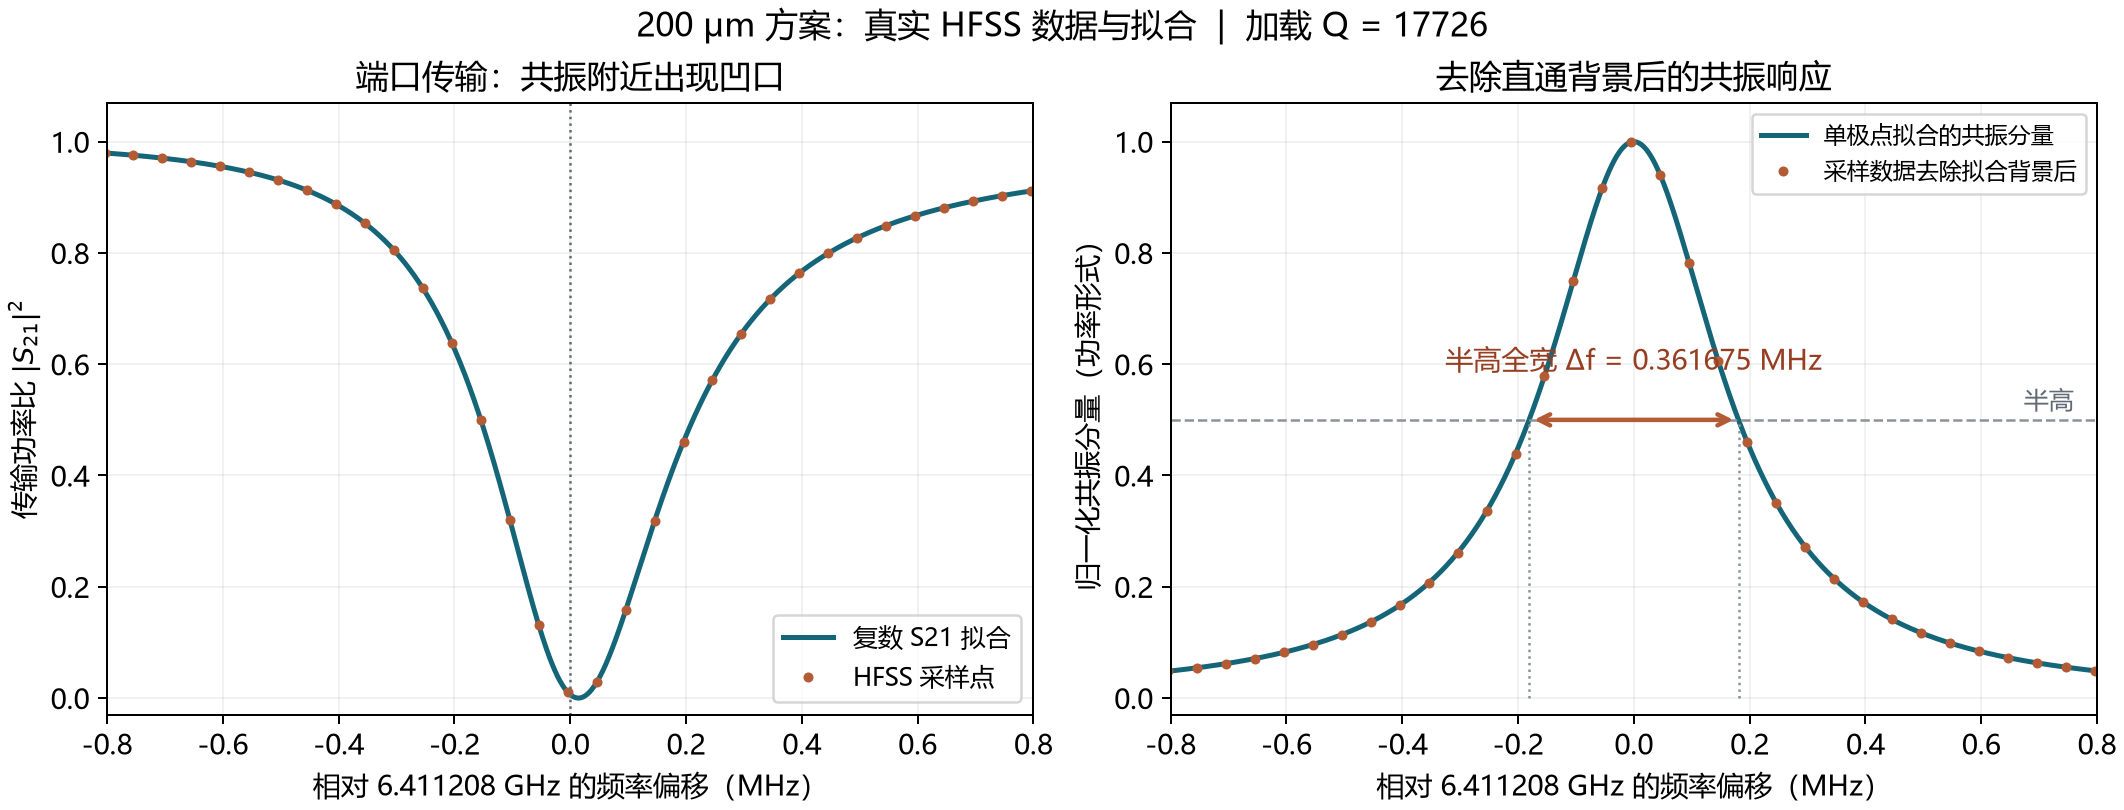 200 μm 方案：真实 HFSS 数据与拟合 | 加载 Q = 17726
端口传输：共振附近出现凹口
传输功率比 |S₂₁|²
1.0
0.8
0.6
0.4
0.2
0.0
-0.8 -0.6 -0.4 -0.2 0.0 0.2 0.4 0.6 0.8
相对 6.411208 GHz 的频率偏移（MHz）
复数 S21 拟合
HFSS 采样点
去除直通背景后的共振响应
归一化共振分量（功率形式）
1.0
0.8
0.6
0.4
0.2
0.0
单极点拟合的共振分量
采样数据去除拟合背景后
半高全宽 Δf = 0.361675 MHz
半高
-0.8 -0.6 -0.4 -0.2 0.0 0.2 0.4 0.6 0.8
相对 6.411208 GHz 的频率偏移（MHz）